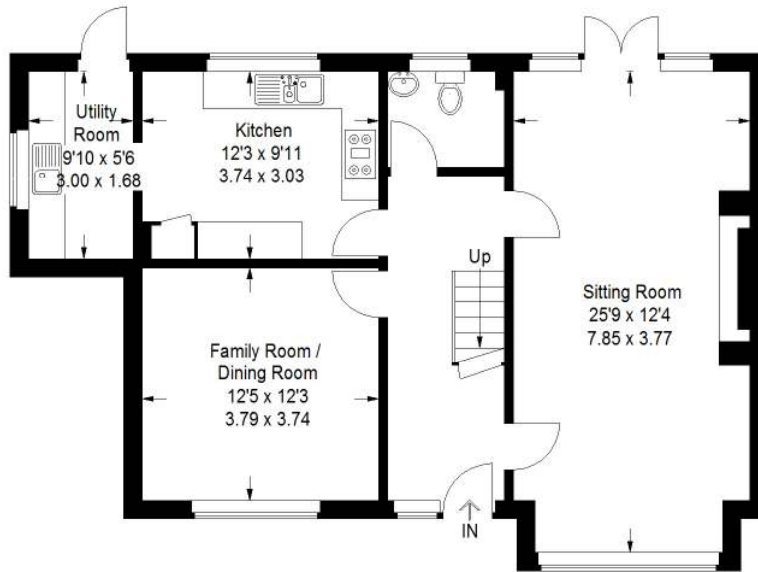 Utility
Room
9'10 x 5'6
3.00 x 1.68
Kitchen
12'3 x 9'11
3.74 x 3.03
Up
Sitting Room
25'9 x 12'4
7.85 x 3.77
Family Room /
Dining Room
12'5 x 12'3
3.79 x 3.74
IN